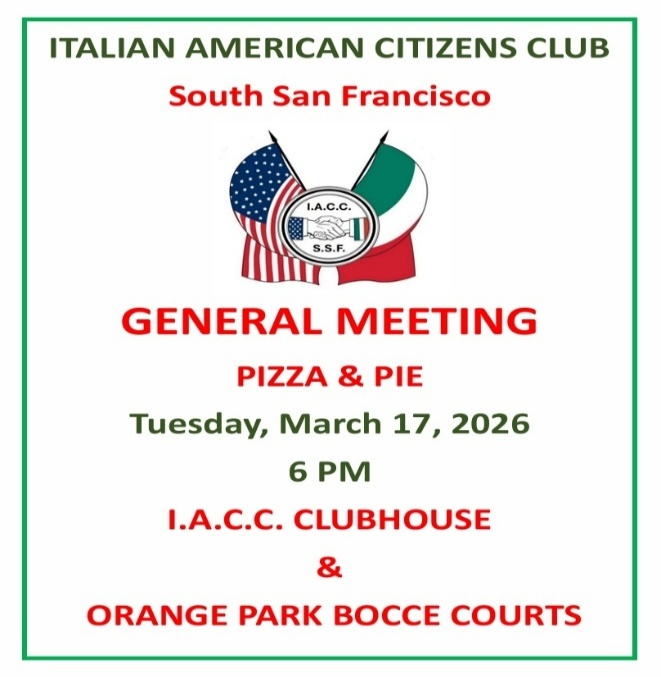 ITALIAN AMERICAN CITIZENS CLUB
South San Francisco
I.A.C.C.
S.S.F.
GENERAL MEETING
PIZZA & PIE
Tuesday, March 17, 2026
6 PM
I.A.C.C. CLUBHOUSE
&
ORANGE PARK BOCCE COURTS